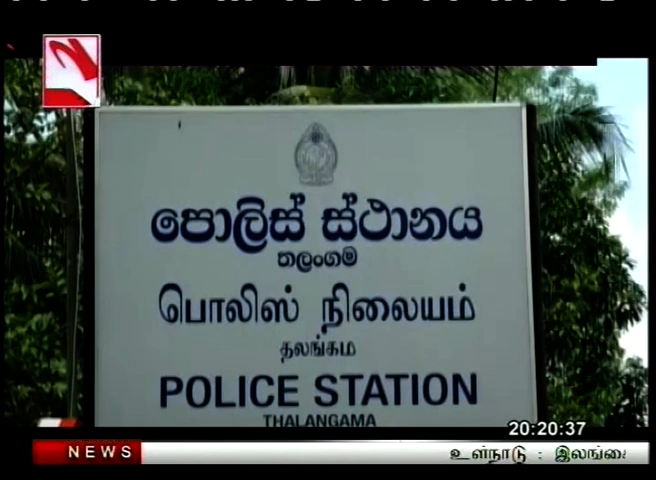 පොලිස් ස්ථානය
තලංගම
பொலிஸ் நிலையம்
தலங்கம
POLICE STATION
THALANGAMA
20:20:37
NEWS
உள்நாடு : இலங்கை